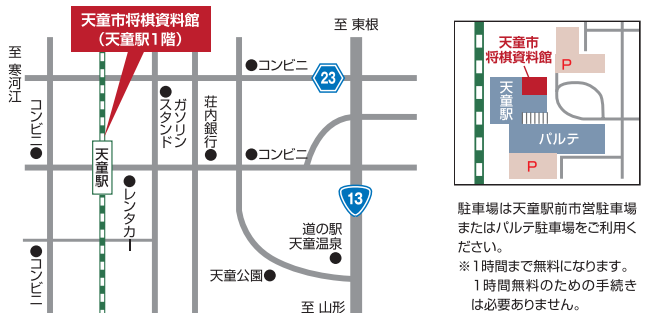 天童市将棋資料館
(天童駅1階)
至 東根
至 寒河江
コンビニ
23
コンビニ
ガソリン
スタンド
荘内銀行
コンビニ
天童駅
レンタカー
13
道の駅
天童温泉
コンビニ
天童公園
至 山形
天童市
将棋資料館
P
天童駅
パルテ
P
駐車場は天童駅前市営駐車場
またはパルテ駐車場をご利用く
ださい。
※1時間まで無料になります。
1時間無料のための手続き
は必要ありません。